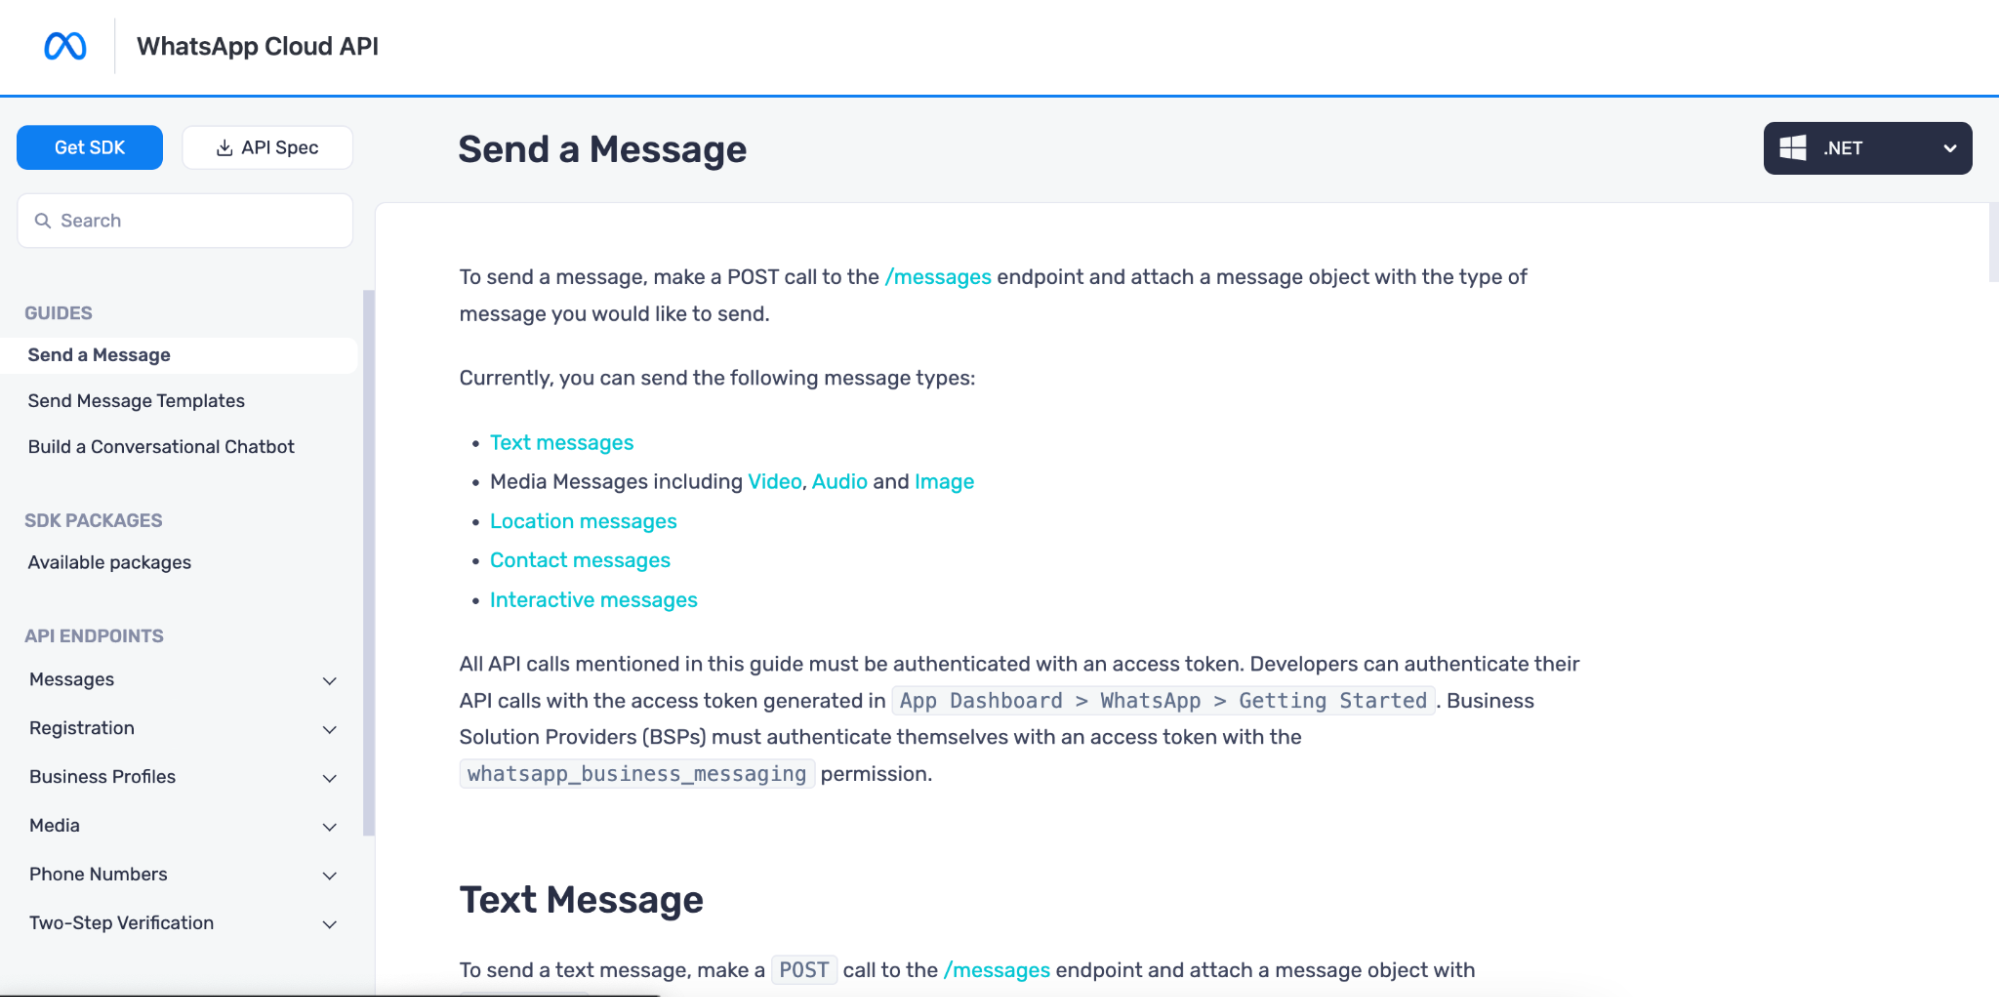 WhatsApp Cloud API
Get SDK
API Spec
Search
GUIDES
Send a Message
Send Message Templates
Build a Conversational Chatbot
SDK PACKAGES
Available packages
API ENDPOINTS
Messages
Registration
Business Profiles
Media
Phone Numbers
Two-Step Verification
Send a Message
.NET
To send a message, make a POST call to the /messages endpoint and attach a message object with the type of
message you would like to send.
Currently, you can send the following message types:
• Text messages
• Media Messages including Video, Audio and Image
• Location messages
• Contact messages
• Interactive messages
All API calls mentioned in this guide must be authenticated with an access token. Developers can authenticate their
API calls with the access token generated in App Dashboard > WhatsApp > Getting Started. Business
Solution Providers (BSPs) must authenticate themselves with an access token with the
whatsapp_business_messaging permission.
Text Message
To send a text message, make a POST call to the /messages endpoint and attach a message object with